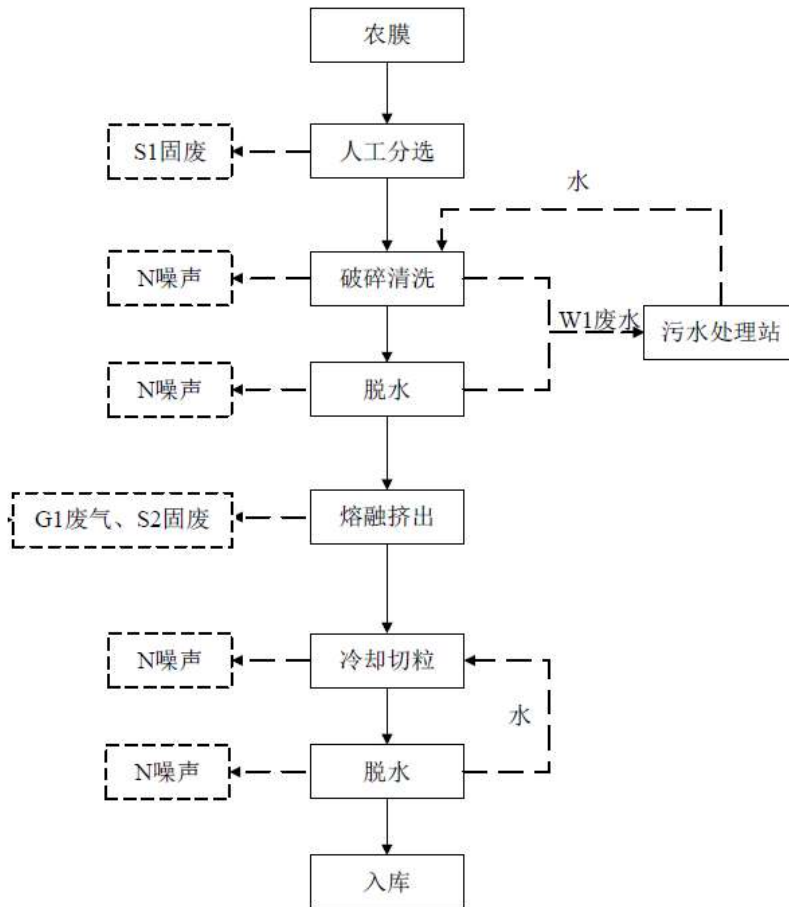 农膜
S1固废
人工分选
水
N噪声
破碎清洗
W1废水
污水处理站
N噪声
脱水
G1废气、S2固废
熔融挤出
N噪声
冷却切粒
水
N噪声
脱水
入库